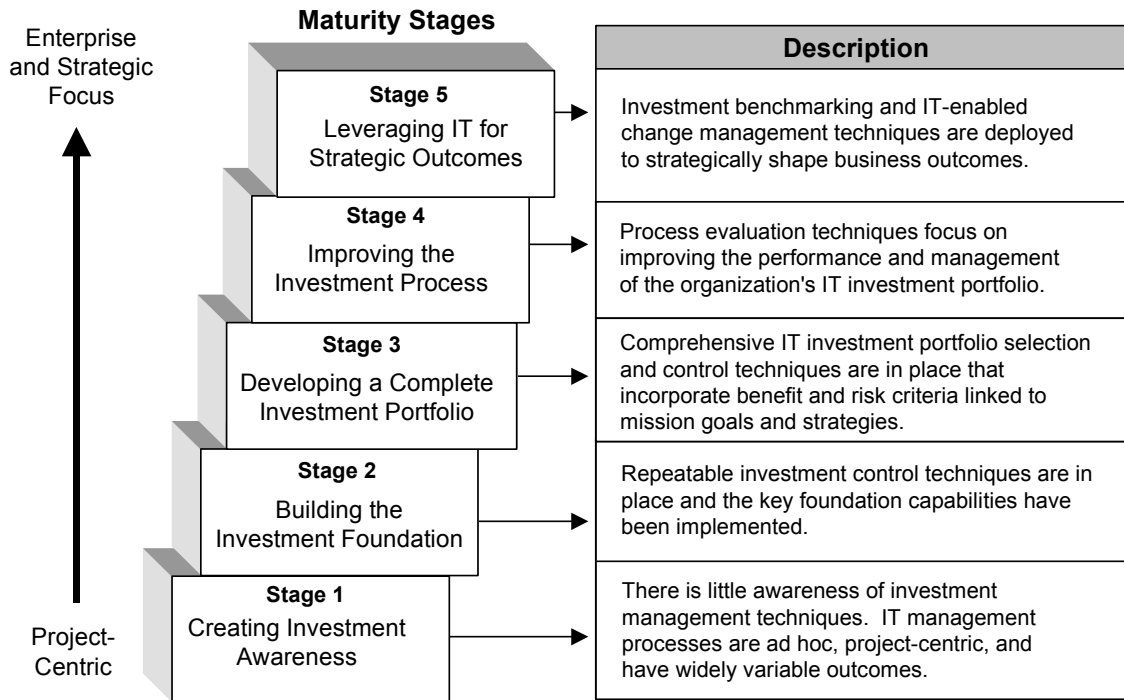 Maturity Stages
Enterprise
and Strategic
Focus
Description
Stage 5
Leveraging IT for
Strategic Outcomes
Investment benchmarking and IT-enabled
change management techniques are deployed
to strategically shape business outcomes.
Stage 4
Improving the
Investment Process
Process evaluation techniques focus on
improving the performance and management
of the organization's IT investment portfolio.
Stage 3
Developing a Complete
Investment Portfolio
Comprehensive IT investment portfolio selection
and control techniques are in place that
incorporate benefit and risk criteria linked to
mission goals and strategies.
Stage 2
Building the
Investment Foundation
Repeatable investment control techniques are in
place and the key foundation capabilities have
been implemented.
Stage 1
Creating Investment
Awareness
There is little awareness of investment
management techniques.  IT management
processes are ad hoc, project-centric, and
have widely variable outcomes.
Project-
Centric